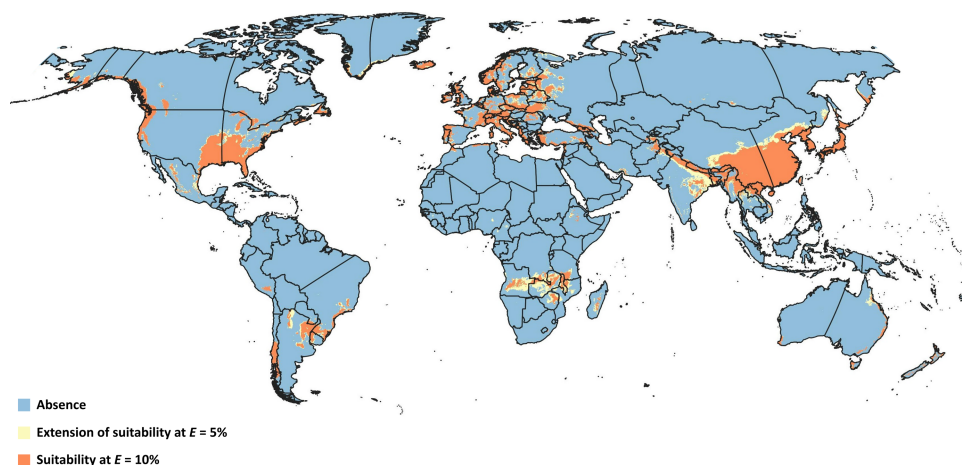 Absence
Extension of suitability at E = 5%
Suitability at E = 10%